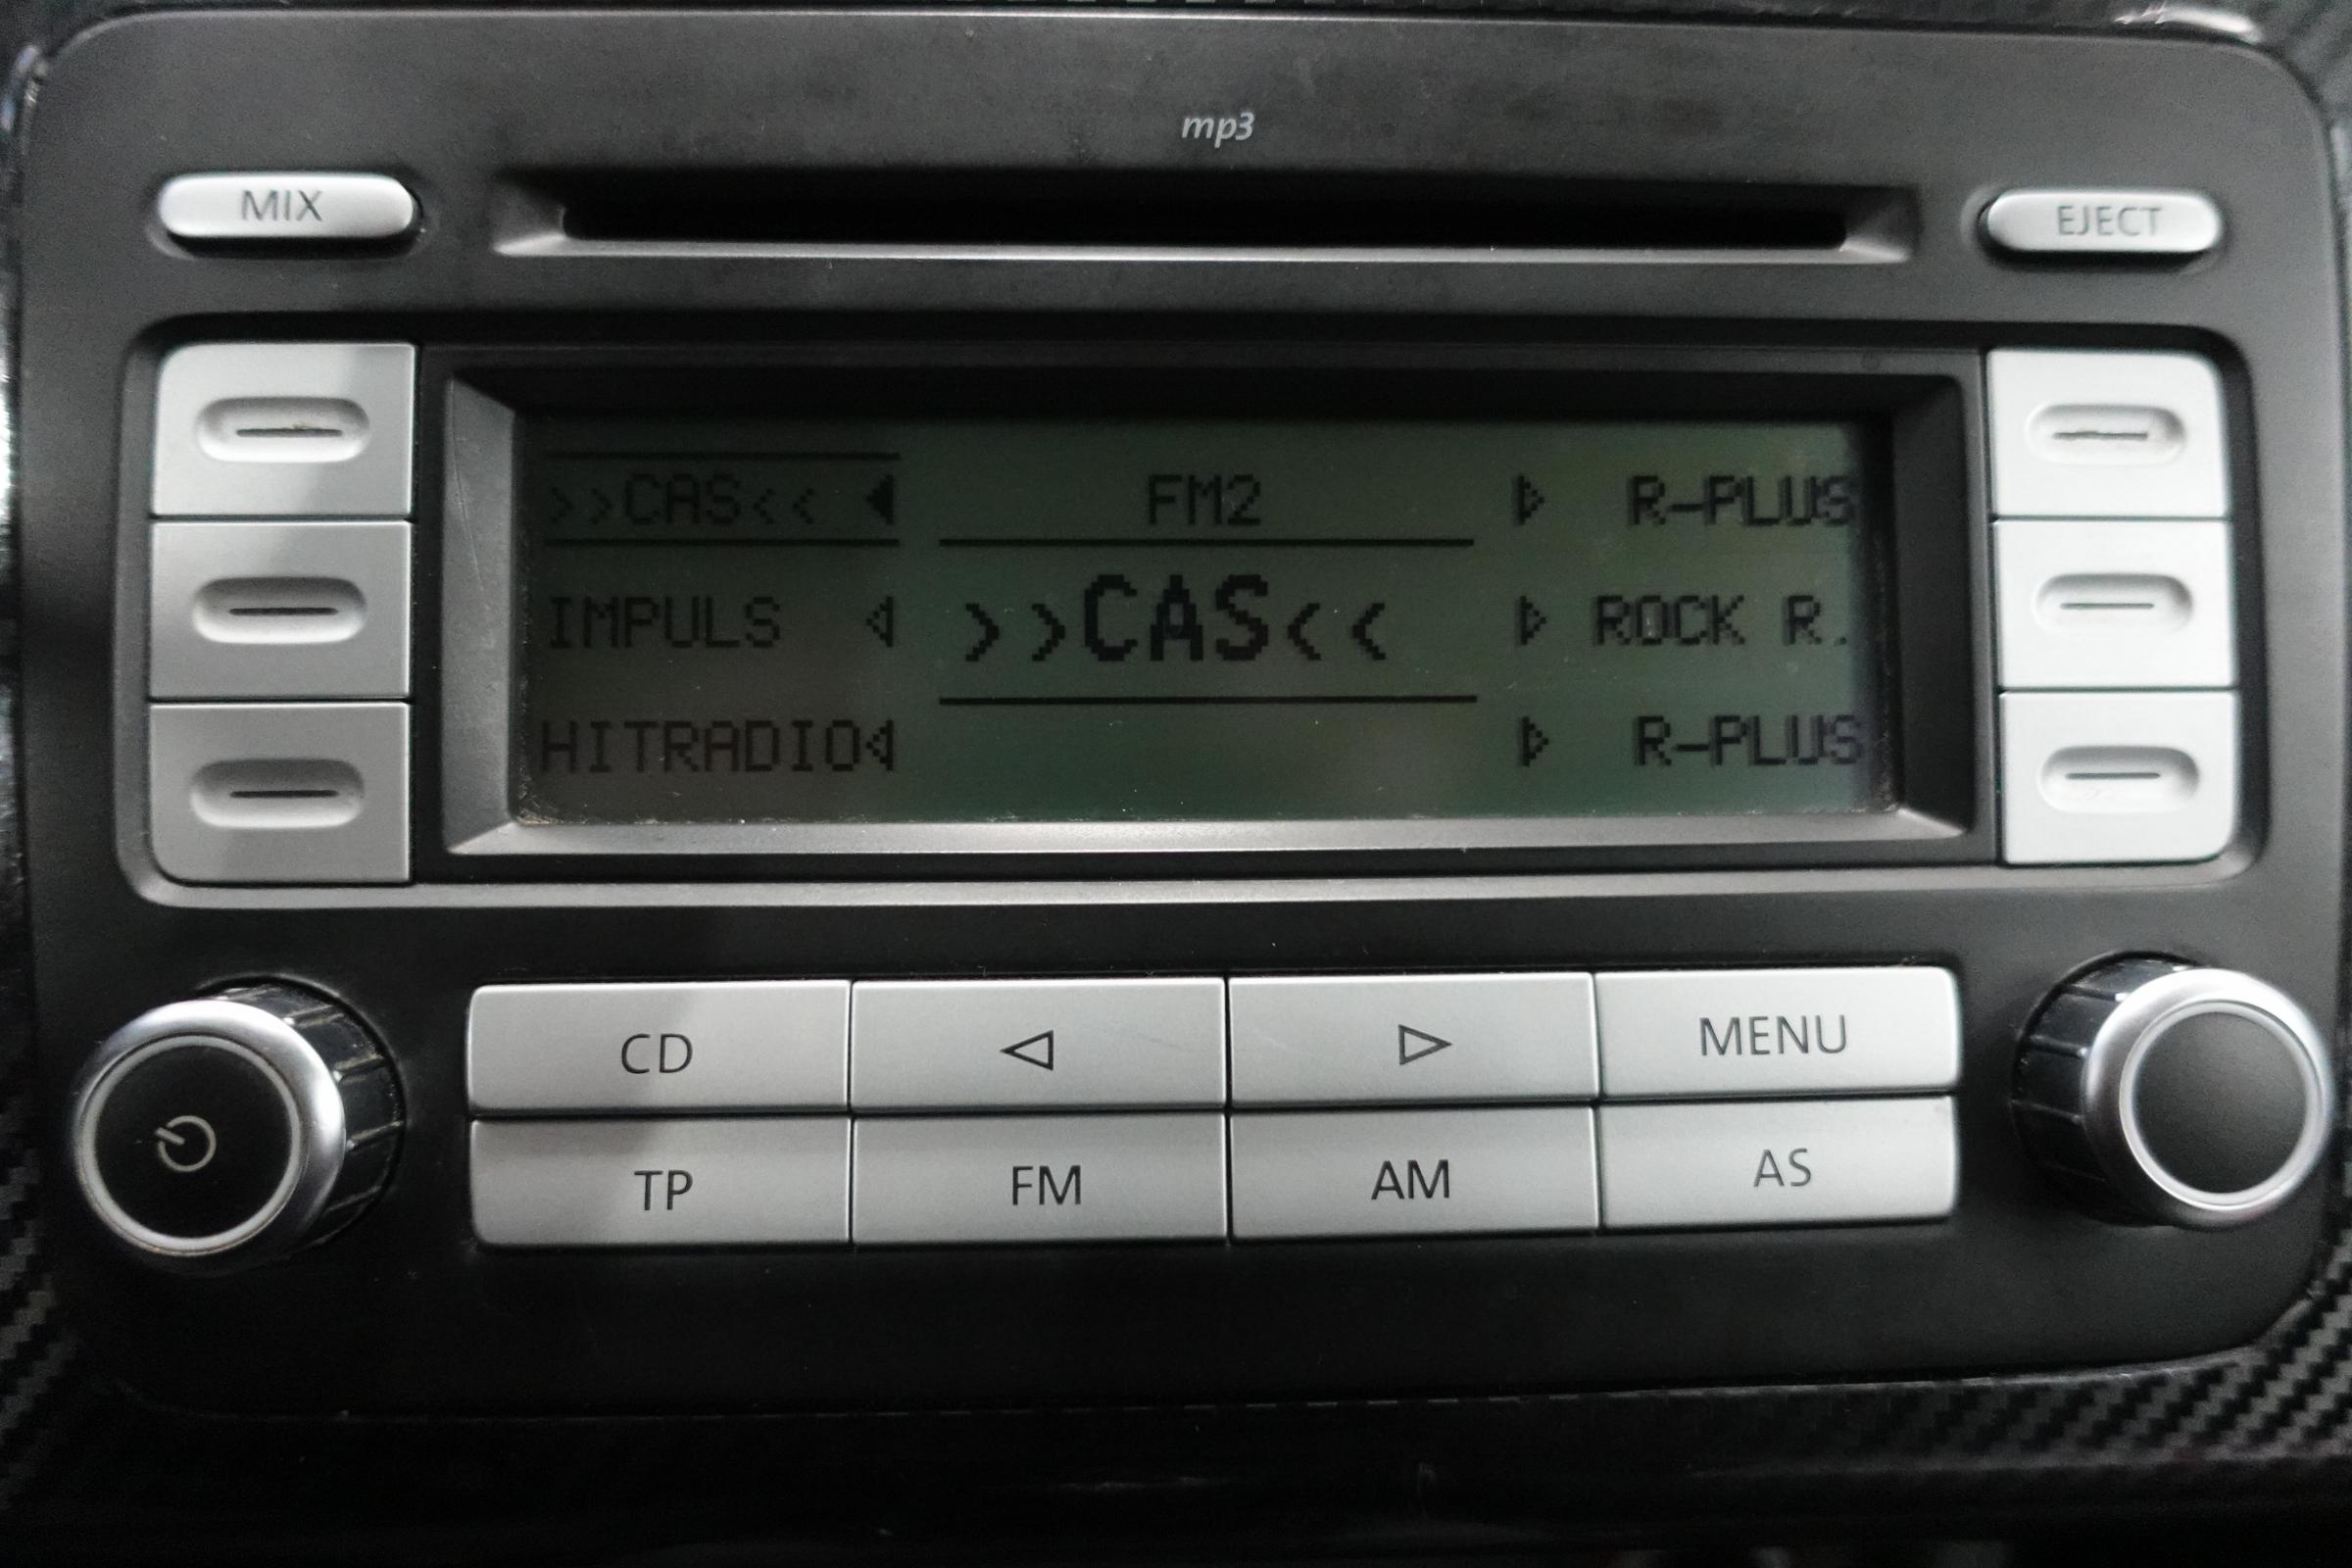 mp3
MIX
EJECT
>>CAS<<
FM2
R-PLUS
IMPULS
>>CAS<<
ROCK R.
HITRADIO
R-PLUS
CD
MENU
TP
FM
AM
AS